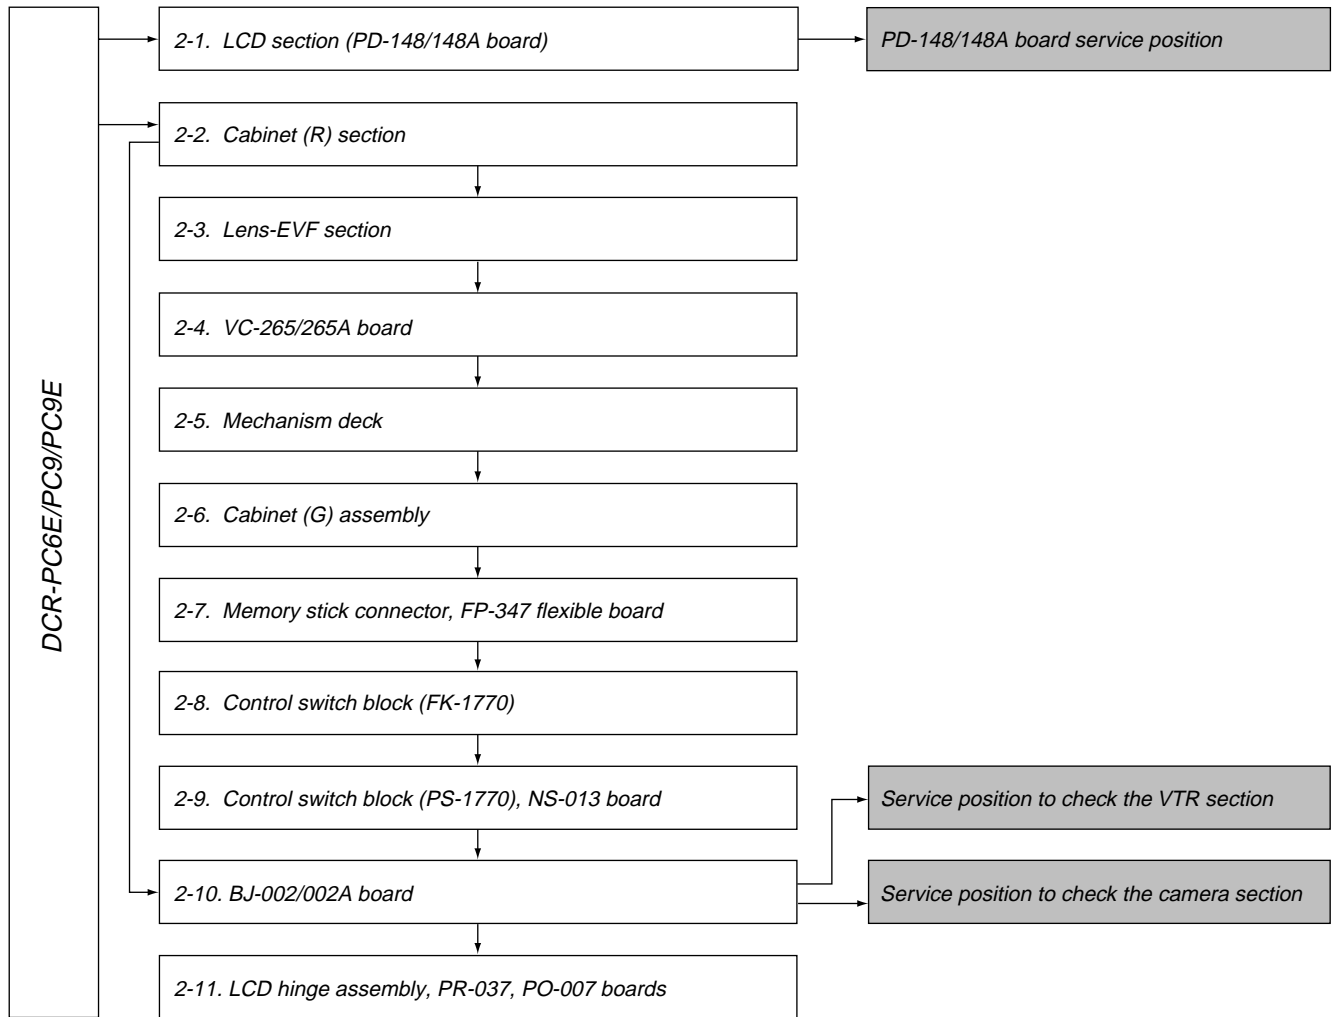 DCR-PC6E/PC9/PC9E
2-1. LCD section (PD-148/148A board)
PD-148/148A board service position
2-2. Cabinet (R) section
2-3. Lens-EVF section
2-4. VC-265/265A board
2-5. Mechanism deck
2-6. Cabinet (G) assembly
2-7. Memory stick connector, FP-347 flexible board
2-8. Control switch block (FK-1770)
2-9. Control switch block (PS-1770), NS-013 board
Service position to check the VTR section
2-10. BJ-002/002A board
Service position to check the camera section
2-11. LCD hinge assembly, PR-037, PO-007 boards